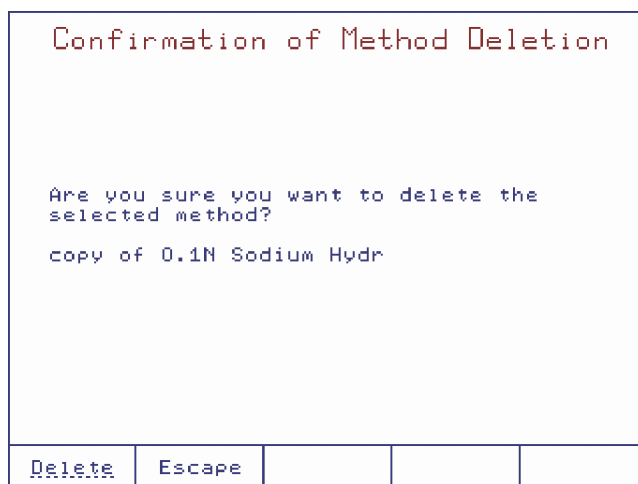 Confirmation of Method Deletion
Are you sure you want to delete the
selected method?
copy of 0.1N Sodium Hydr
Delete
Escape